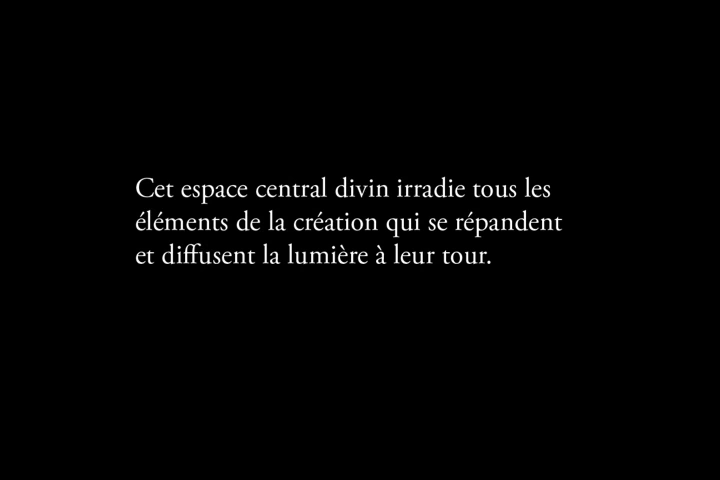 Cet espace central divin irradie tous les
éléments de la création qui se répandent
et diffusent la lumière à leur tour.